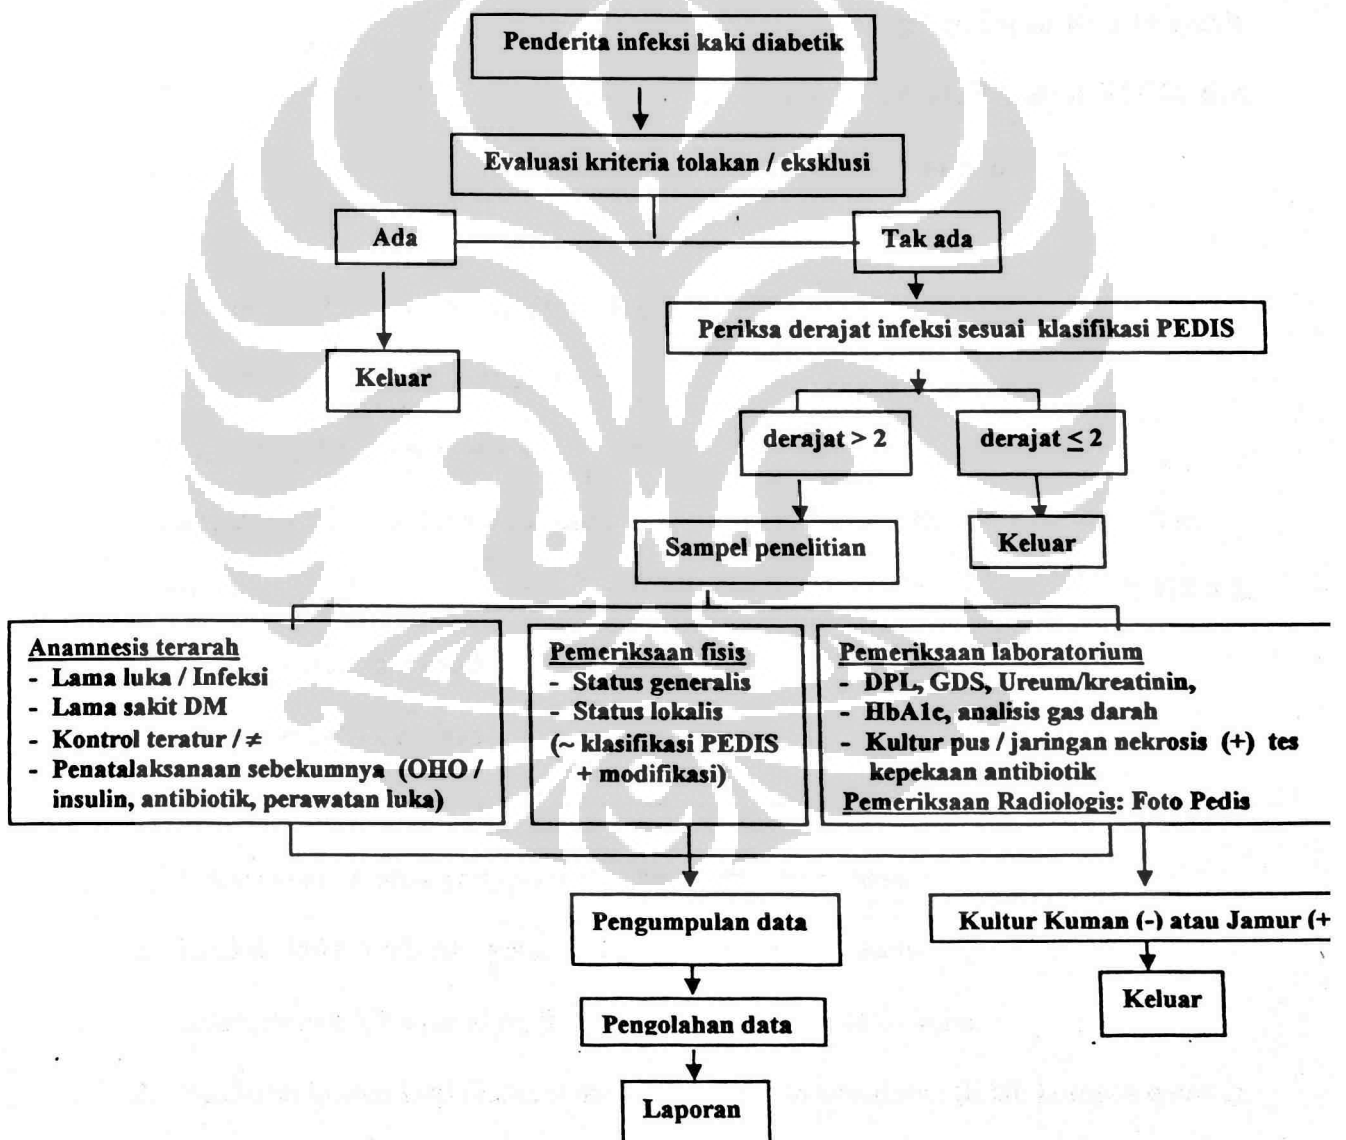 Penderita infeksi kaki diabetik
Evaluasi kriteria tolakan / eksklusi
Ada
Tak ada
Periksa derajat infeksi sesuai klasifikasi PEDIS
Keluar
derajat > 2
derajat ≤ 2
Sampel penelitian
Keluar
Anamnesis terarah
- Lama luka / Infeksi
- Lama sakit DM
- Kontrol teratur / ≠
- Penatalaksanaan sebekumnya (OHO /
insulin, antibiotik, perawatan luka)
Pemeriksaan fisis
- Status generalis
- Status lokalis
(~ klasifikasi PEDIS
+ modifikasi)
Pemeriksaan laboratorium
- DPL, GDS, Ureum/kreatinin,
- HbA1c, analisis gas darah
- Kultur pus / jaringan nekrosis (+) tes
kepekaan antibiotik
Pemeriksaan Radiologis: Foto Pedis
Pengumpulan data
Kultur Kuman (-) atau Jamur (+
Keluar
Pengolahan data
Laporan